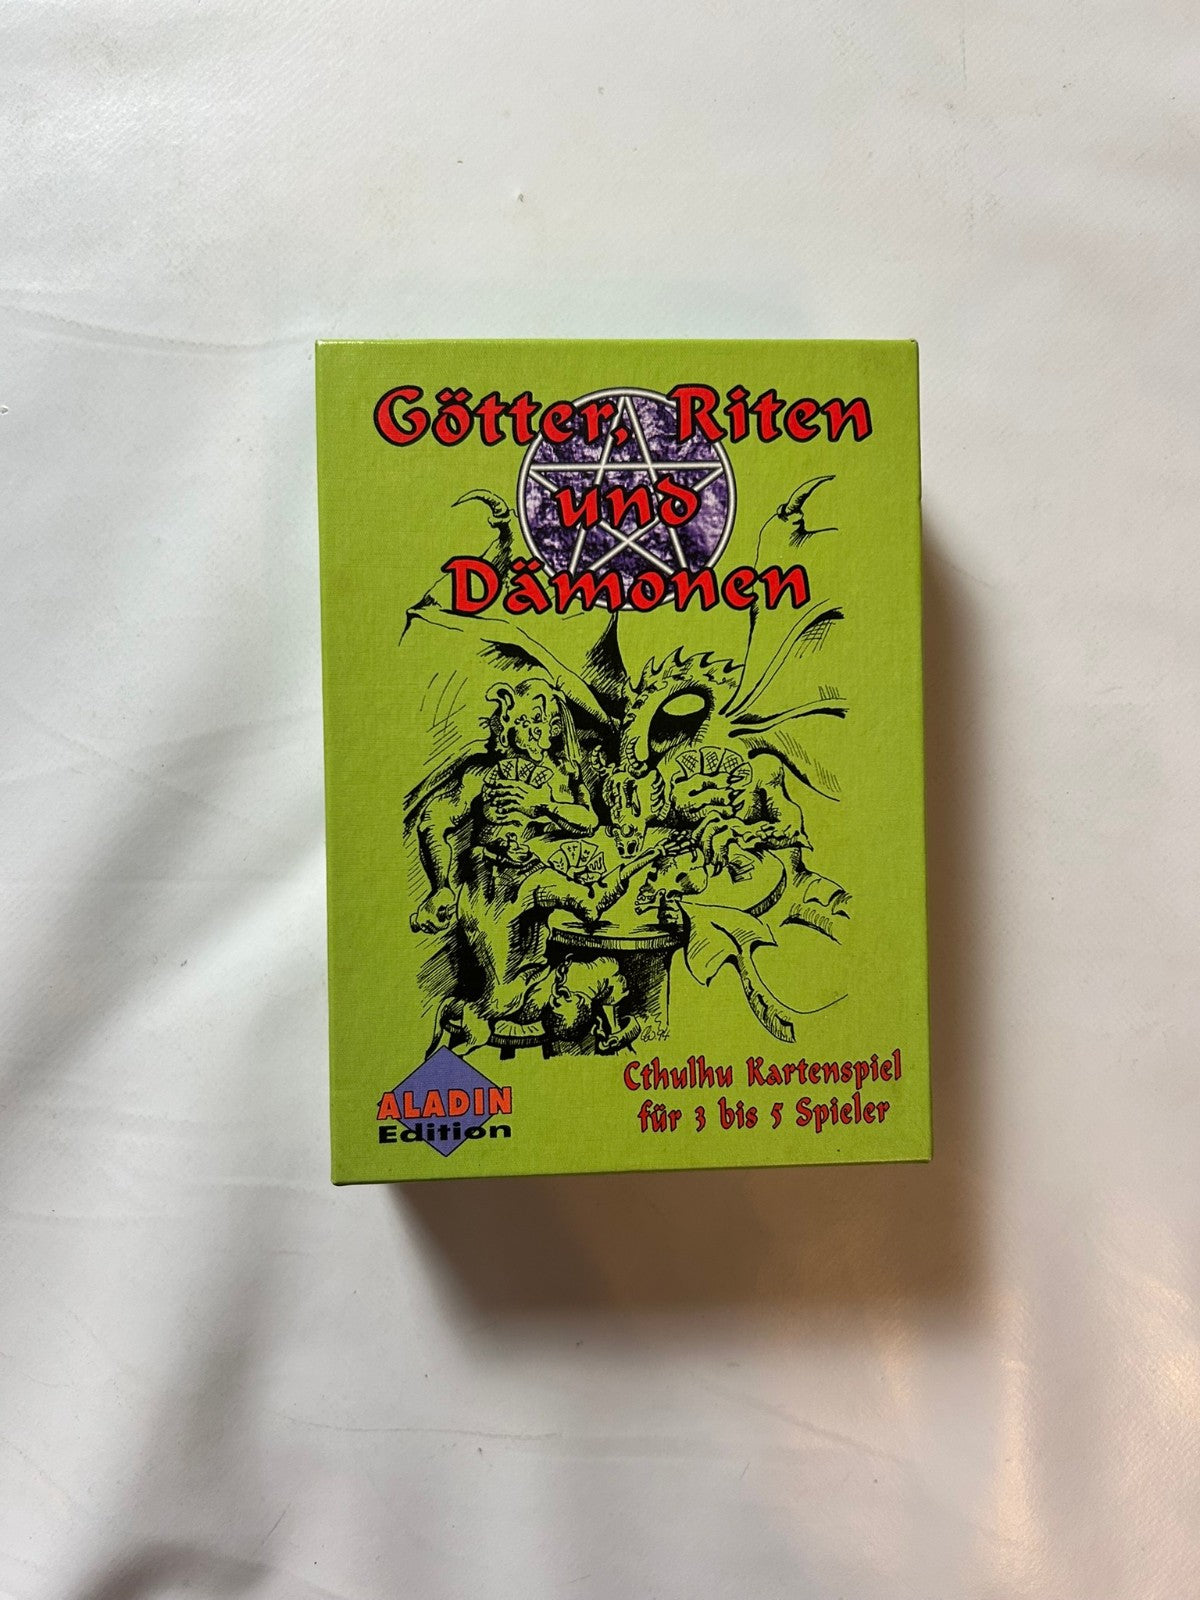 Götter, Riten
und
Dämonen
ALADIN
Edition
Cthulhu Kartenspiel
für 3 bis 5 Spieler